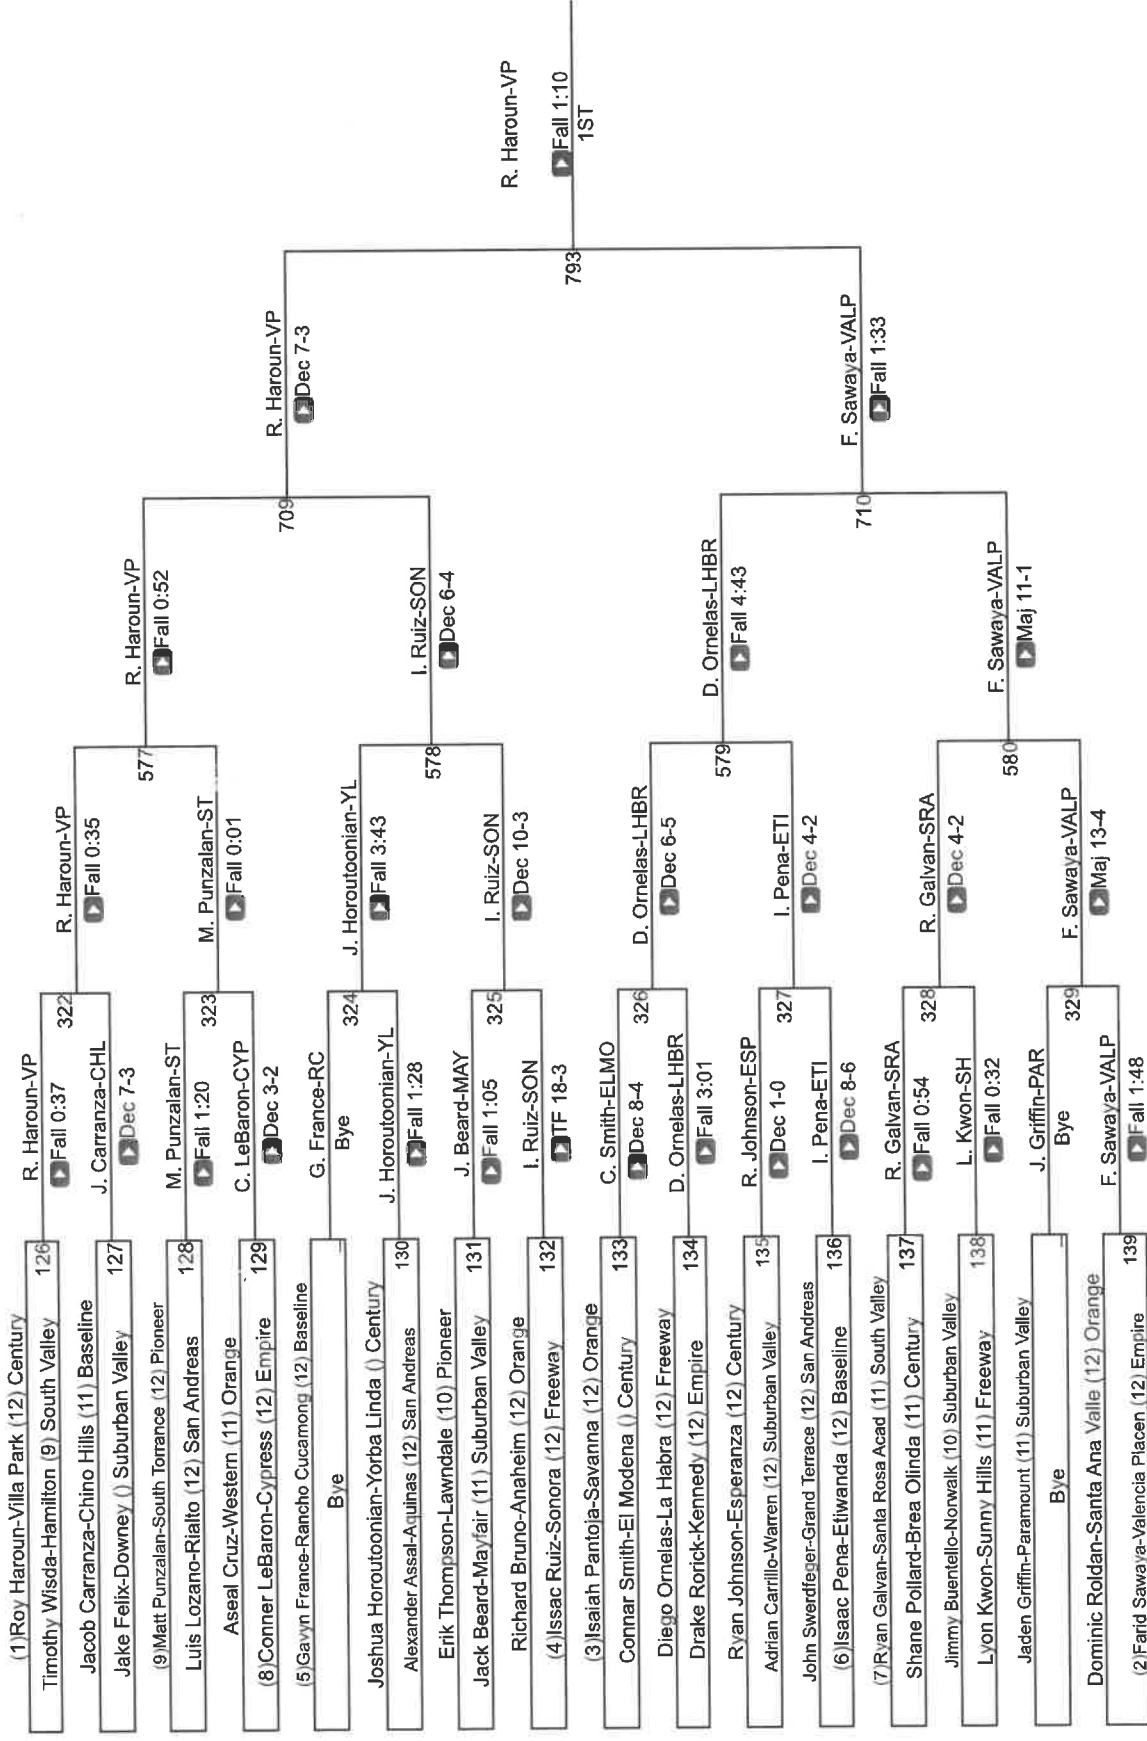 (1)Roy Haroun-Villa Park (12) Century
Timothy Wisda-Hamilton (9) South Valley
126
Jacob Carranza-Chino Hills (11) Baseline
Jake Felix-Downey () Suburban Valley
127
(9)Matt Punzalan-South Torrance (12) Pioneer
Luis Lozano-Rialto (12) San Andreas
128
Aseal Cruz-Western (11) Orange
(8)Conner LeBaron-Cypress (12) Empire
129
(5)Gavyn France-Rancho Cucamong (12) Baseline
Bye
Joshua Horoutoonian-Yorba Linda () Century
Alexander Assal-Aquinas (12) San Andreas
130
Erik Thompson-Lawndale (10) Pioneer
Jack Beard-Mayfair (11) Suburban Valley
131
Richard Bruno-Anaheim (12) Orange
(4)Issac Ruiz-Sonora (12) Freeway
132
(3)Isaiah Pantoja-Savanna (12) Orange
Connar Smith-El Modena () Century
133
Diego Ornelas-La Habra (12) Freeway
Drake Rorick-Kennedy (12) Empire
134
Ryan Johnson-Esperanza (12) Century
Adrian Carrillo-Warren (12) Suburban Valley
135
John Swerdfeger-Grand Terrace (12) San Andreas
(6)Isaac Pena-Etiwanda (12) Baseline
136
(7)Ryan Galvan-Santa Rosa Acad (11) South Valley
Shane Pollard-Brea Olinda (11) Century
137
Jimmy Buentello-Norwalk (10) Suburban Valley
Lyon Kwon-Sunny Hills (11) Freeway
138
Jaden Griffin-Paramount (11) Suburban Valley
Bye
Dominic Roldan-Santa Ana Valle (12) Orange
(2)Farid Sawaya-Valencia Placen (12) Empire
139
R. Haroun-VP
Fall 0:37
322
J. Carranza-CHL
Dec 7-3
M. Punzalan-ST
Fall 1:20
323
C. LeBaron-CYP
Dec 3-2
G. France-RC
Bye
324
J. Horoutoonian-YL
Fall 1:28
J. Beard-MAY
Fall 1:05
325
I. Ruiz-SON
TF 18-3
C. Smith-ELMO
Dec 8-4
326
D. Ornelas-LHBR
Fall 3:01
R. Johnson-ESP
Dec 1-0
327
I. Pena-ETI
Dec 8-6
R. Galvan-SRA
Fall 0:54
328
L. Kwon-SH
Fall 0:32
J. Griffin-PAR
Bye
329
F. Sawaya-VALP
Fall 1:48
R. Haroun-VP
Fall 0:35
577
M. Punzalan-ST
Fall 0:01
J. Horoutoonian-YL
Fall 3:43
578
I. Ruiz-SON
Dec 10-3
D. Ornelas-LHBR
Dec 6-5
579
I. Pena-ETI
Dec 4-2
R. Galvan-SRA
Dec 4-2
580
F. Sawaya-VALP
Maj 13-4
R. Haroun-VP
Fall 0:52
709
I. Ruiz-SON
Dec 6-4
D. Ornelas-LHBR
Fall 4:43
710
F. Sawaya-VALP
Maj 11-1
R. Haroun-VP
Dec 7-3
793
F. Sawaya-VALP
Fall 1:33
R. Haroun-VP
Fall 1:10
1ST